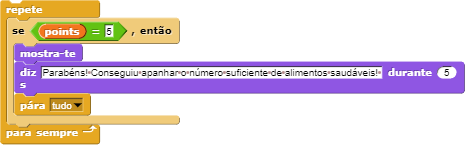 repete
se points = 5 , então
mostra-te
diz Parabéns! Conseguiu apanhar o número suficiente de alimentos saudáveis! durante 5
s
pára tudo
para sempre